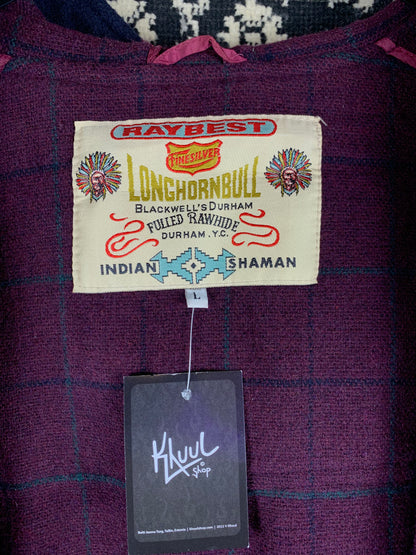 RAYBEST
FINESILVER
LONGHORNBULL
BLACKWELL'S DURHAM
FULLED RAWHIDE
DURHAM. Y.C.
INDIAN SHAMAN
L
Khuul
Shop